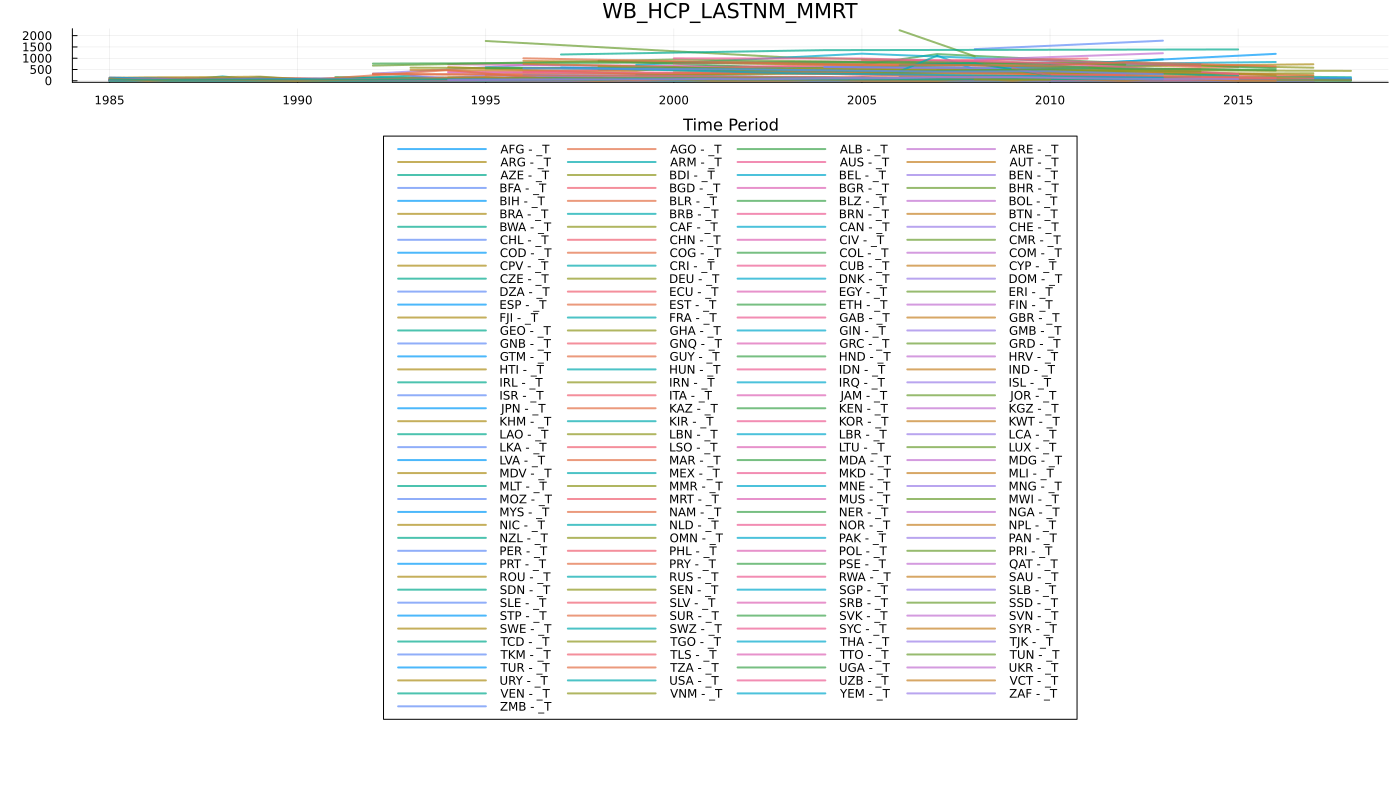 WB_HCP_LASTNM_MMRT
2000
1500
1000
500
0
1985 1990 1995 2000 2005 2010 2015
Time Period
AFG - _T AGO - _T ALB - _T ARE - _T
ARG - _T ARM - _T AUS - _T AUT - _T
AZE - _T BDI - _T BEL - _T BEN - _T
BFA - _T BGD - _T BGR - _T BHR - _T
BIH - _T BLR - _T BLZ - _T BOL - _T
BRA - _T BRB - _T BRN - _T BTN - _T
BWA - _T CAF - _T CAN - _T CHE - _T
CHL - _T CHN - _T CIV - _T CMR - _T
COD - _T COG - _T COL - _T COM - _T
CPV - _T CRI - _T CUB - _T CYP - _T
CZE - _T DEU - _T DNK - _T DOM - _T
DZA - _T ECU - _T EGY - _T ERI - _T
ESP - _T EST - _T ETH - _T FIN - _T
FJI - _T FRA - _T GAB - _T GBR - _T
GEO - _T GHA - _T GIN - _T GMB - _T
GNB - _T GNQ - _T GRC - _T GRD - _T
GTM - _T GUY - _T HND - _T HRV - _T
HTI - _T HUN - _T IDN - _T IND - _T
IRL - _T IRN - _T IRQ - _T ISL - _T
ISR - _T ITA - _T JAM - _T JOR - _T
JPN - _T KAZ - _T KEN - _T KGZ - _T
KHM - _T KIR - _T KOR - _T KWT - _T
LAO - _T LBN - _T LBR - _T LCA - _T
LKA - _T LSO - _T LTU - _T LUX - _T
LVA - _T MAR - _T MDA - _T MDG - _T
MDV - _T MEX - _T MKD - _T MLI - _T
MLT - _T MMR - _T MNE - _T MNG - _T
MOZ - _T MRT - _T MUS - _T MWI - _T
MYS - _T NAM - _T NER - _T NGA - _T
NIC - _T NLD - _T NOR - _T NPL - _T
NZL - _T OMN - _T PAK - _T PAN - _T
PER - _T PHL - _T POL - _T PRI - _T
PRT - _T PRY - _T PSE - _T QAT - _T
ROU - _T RUS - _T RWA - _T SAU - _T
SDN - _T SEN - _T SGP - _T SLB - _T
SLE - _T SLV - _T SRB - _T SSD - _T
STP - _T SUR - _T SVK - _T SVN - _T
SWE - _T SWZ - _T SYC - _T SYR - _T
TCD - _T TGO - _T THA - _T TJK - _T
TKM - _T TLS - _T TTO - _T TUN - _T
TUR - _T TZA - _T UGA - _T UKR - _T
URY - _T USA - _T UZB - _T VCT - _T
VEN - _T VNM - _T YEM - _T ZAF - _T
ZMB - _T